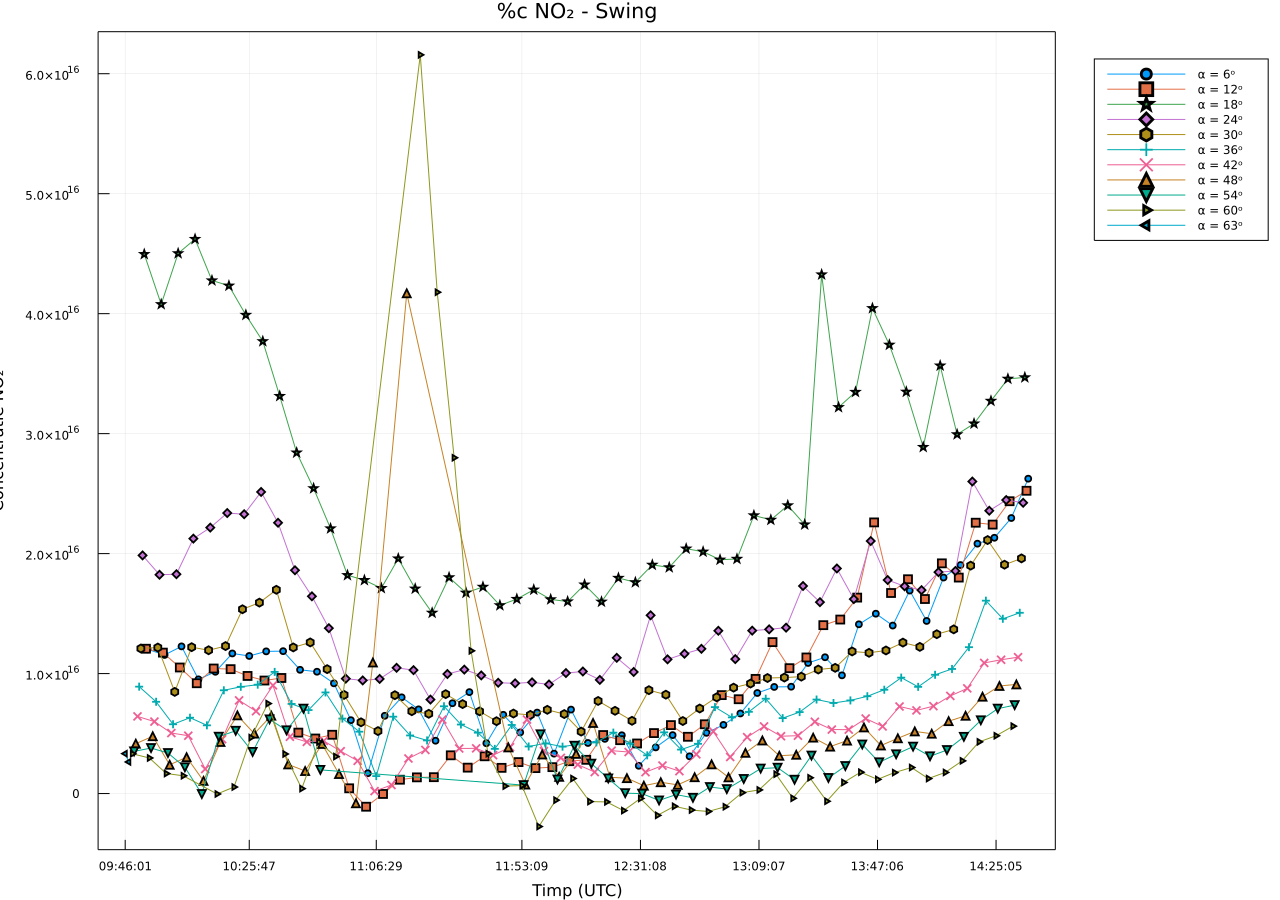 %c NO₂ - Swing
6.0×10¹⁶
5.0×10¹⁶
4.0×10¹⁶
3.0×10¹⁶
2.0×10¹⁶
1.0×10¹⁶
0
09:46:01 10:25:47 11:06:29 11:53:09 12:31:08 13:09:07 13:47:06 14:25:05
Timp (UTC)
α = 6ᵒ
α = 12ᵒ
α = 18ᵒ
α = 24ᵒ
α = 30ᵒ
α = 36ᵒ
α = 42ᵒ
α = 48ᵒ
α = 54ᵒ
α = 60ᵒ
α = 63ᵒ